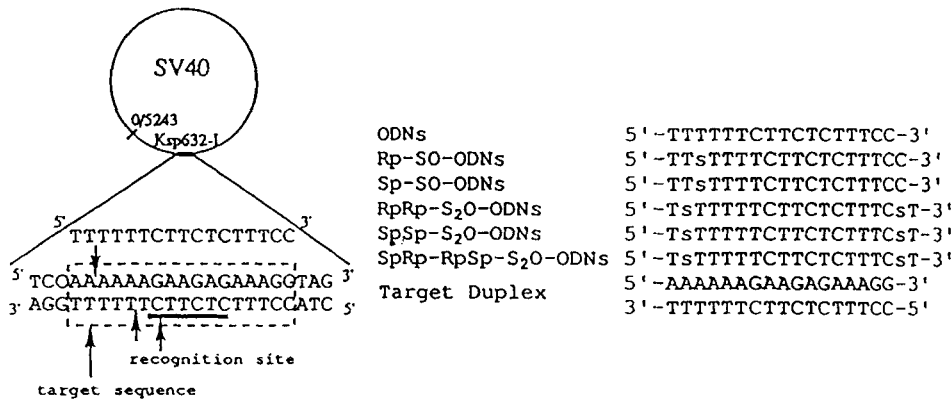 SV40
0/5243
Ksp632-I
5' TTTTTTCTTCTCTTTCC 3'
5' TCCAAAAAAGAAGAGAAAGGTAG 3'
3' AGGTTTTTTCTTCTCTTTCCATC 5'
recognition site
target sequence
ODNs 5'-TTTTTTCTTCTCTTTCC-3'
Rp-SO-ODNs 5'-TTsTTTTCTTCTCTTTCC-3'
Sp-SO-ODNs 5'-TTsTTTTCTTCTCTTTCC-3'
RpRp-S₂O-ODNs 5'-TsTTTTTCTTCTCTTTCsT-3'
SpSp-S₂O-ODNs 5'-TsTTTTTCTTCTCTTTCsT-3'
SpRp-RpSp-S₂O-ODNs 5'-TsTTTTTCTTCTCTTTCsT-3'
Target Duplex 5'-AAAAAAGAAGAGAAAGG-3'
3'-TTTTTTCTTCTCTTTCC-5'